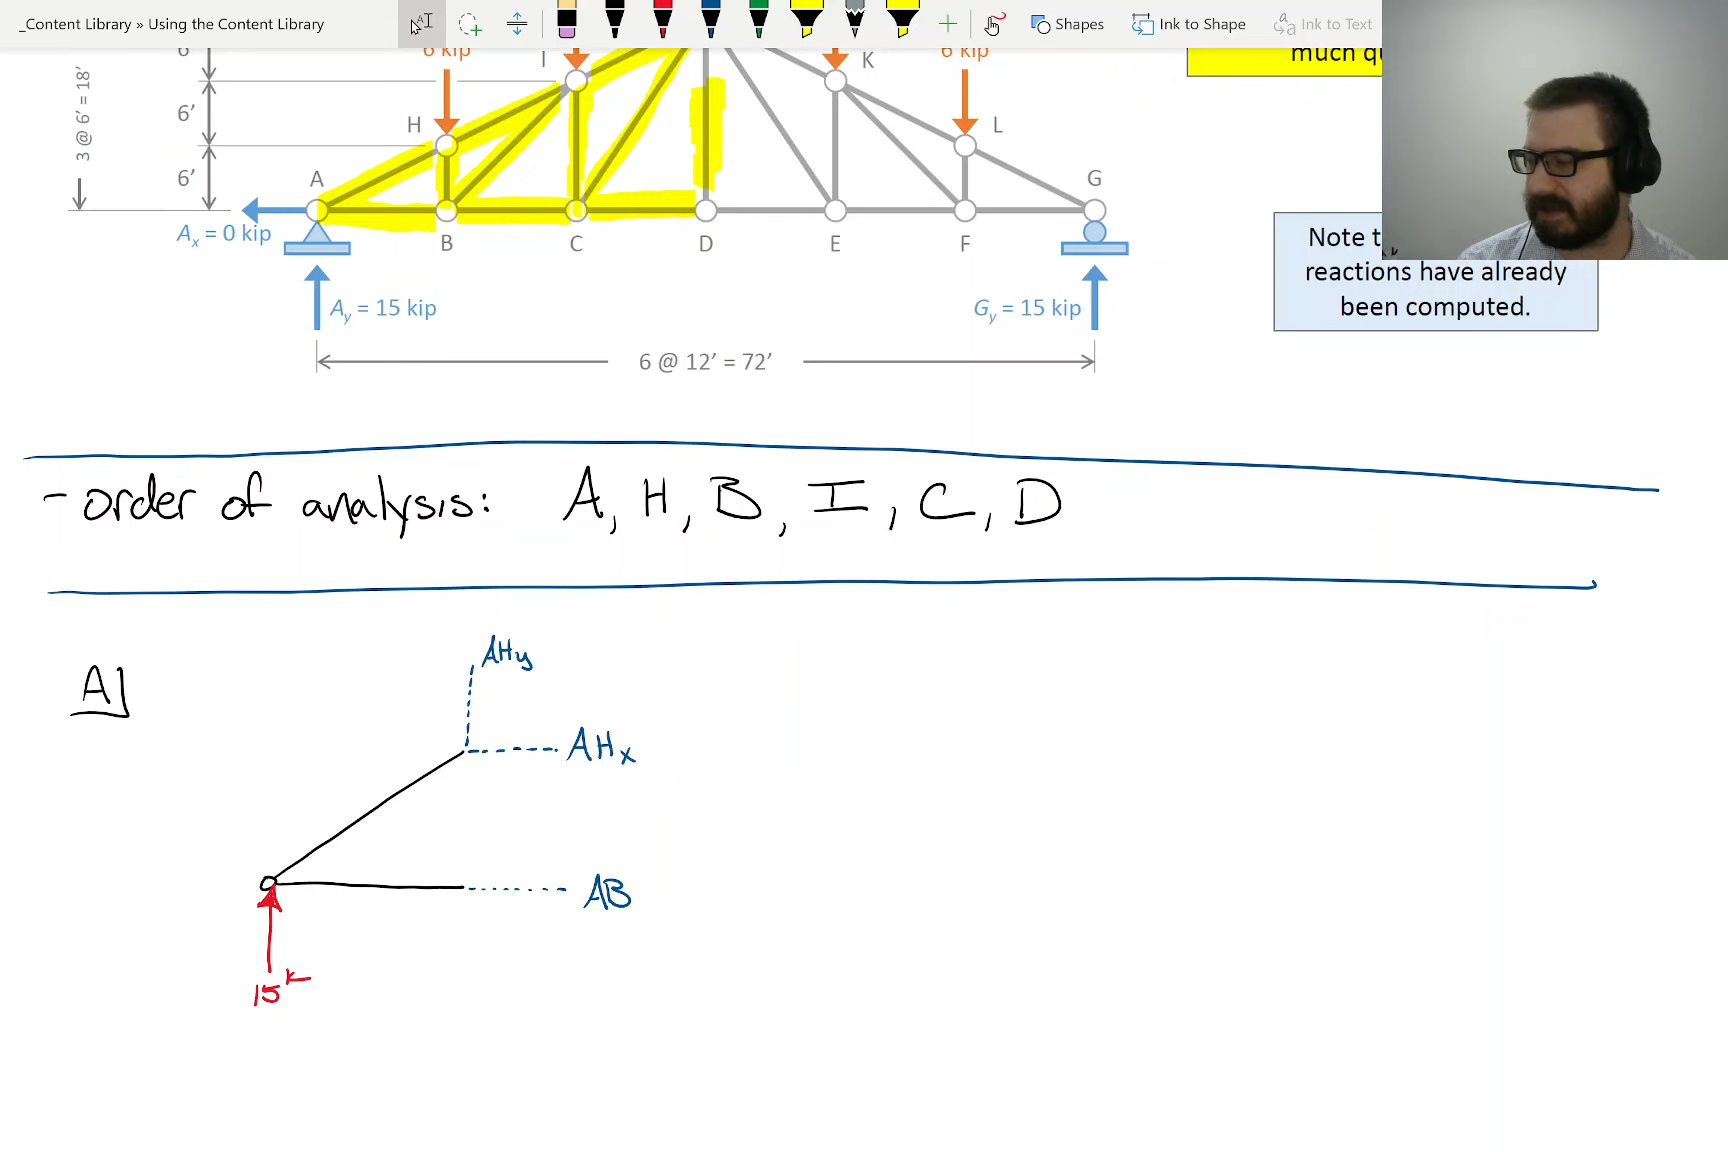 _Content Library » Using the Content Library
Shapes
Ink to Shape
Ink to Text
3 @ 6' = 18'
6'
6'
6 kip
I
H
A
K
6 kip
L
G
much
Aₓ = 0 kip
B
C
D
E
F
Aᵧ = 15 kip
Gᵧ = 15 kip
6 @ 12' = 72'
Note
reactions have already
been computed.
- order of analysis: A, H, B, I, C, D
A]
AHy
AHx
AB
15ᵏ